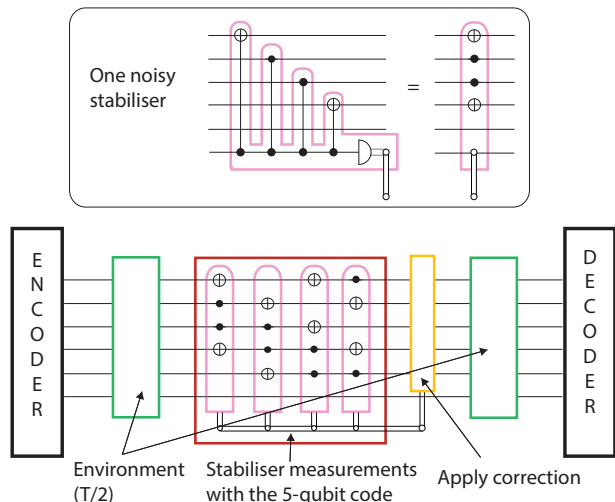 One noisy
stabiliser
=
E
N
C
O
D
E
R
D
E
C
O
D
E
R
Environment
(T/2)
Stabiliser measurements
with the 5-qubit code
Apply correction